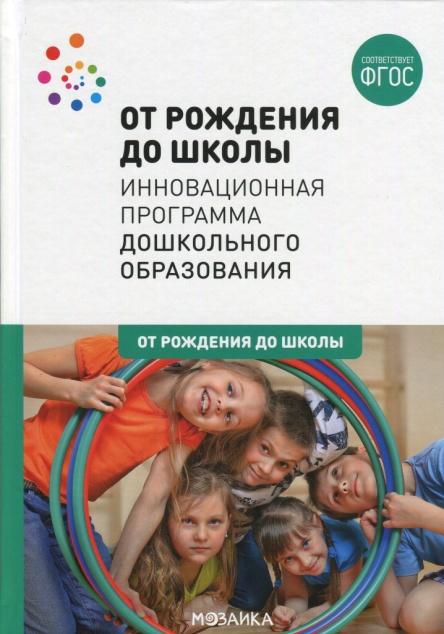 СООТВЕТСТВУЕТ
ФГОС
ОТ РОЖДЕНИЯ
ДО ШКОЛЫ
ИННОВАЦИОННАЯ
ПРОГРАММА
ДОШКОЛЬНОГО
ОБРАЗОВАНИЯ
ОТ РОЖДЕНИЯ ДО ШКОЛЫ
МОЗАИКА